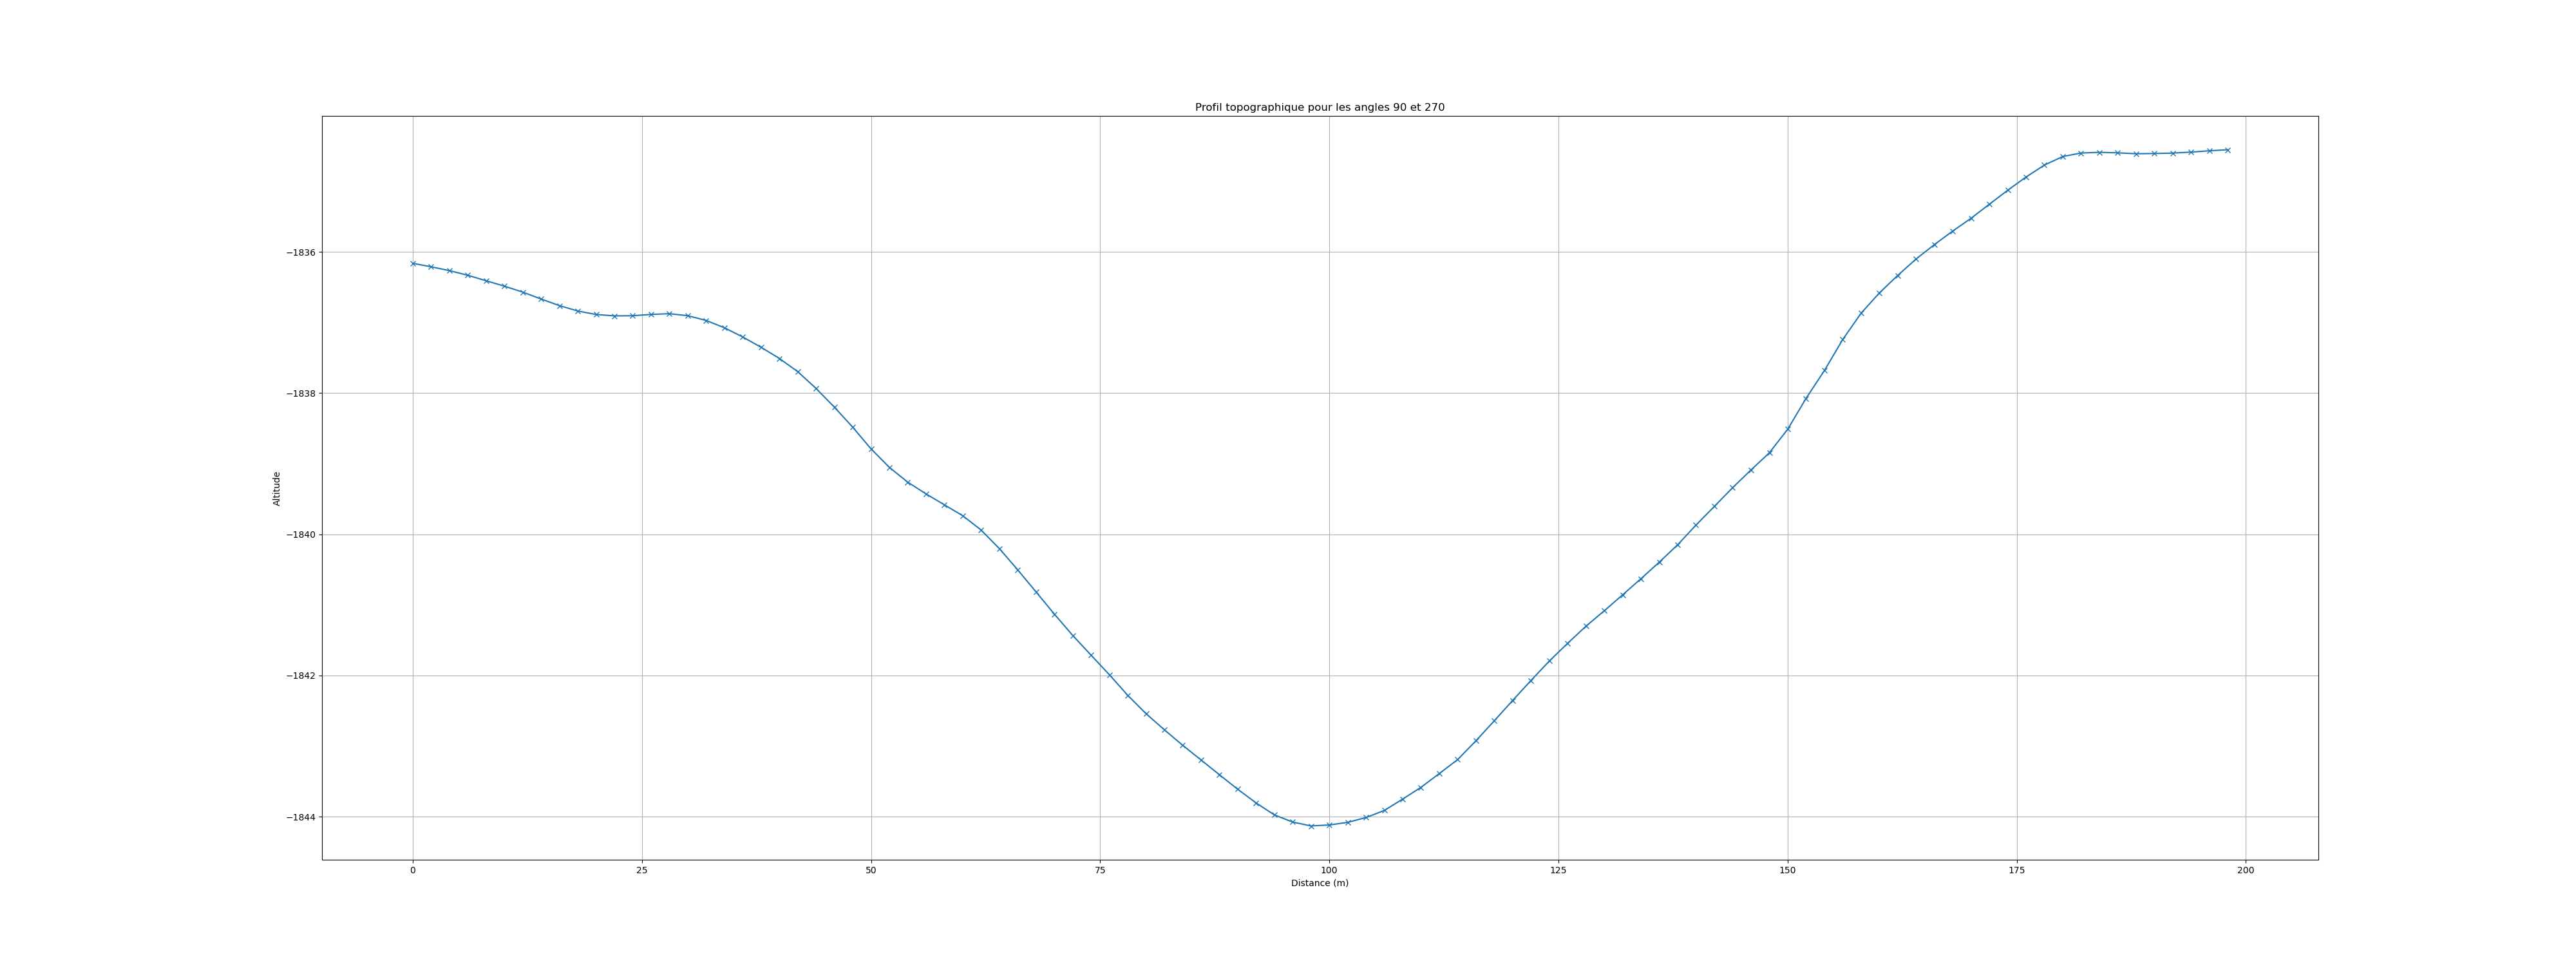 Profil topographique pour les angles 90 et 270
−1836
−1838
−1840
−1842
−1844
Altitude
0 25 50 75 100 125 150 175 200
Distance (m)